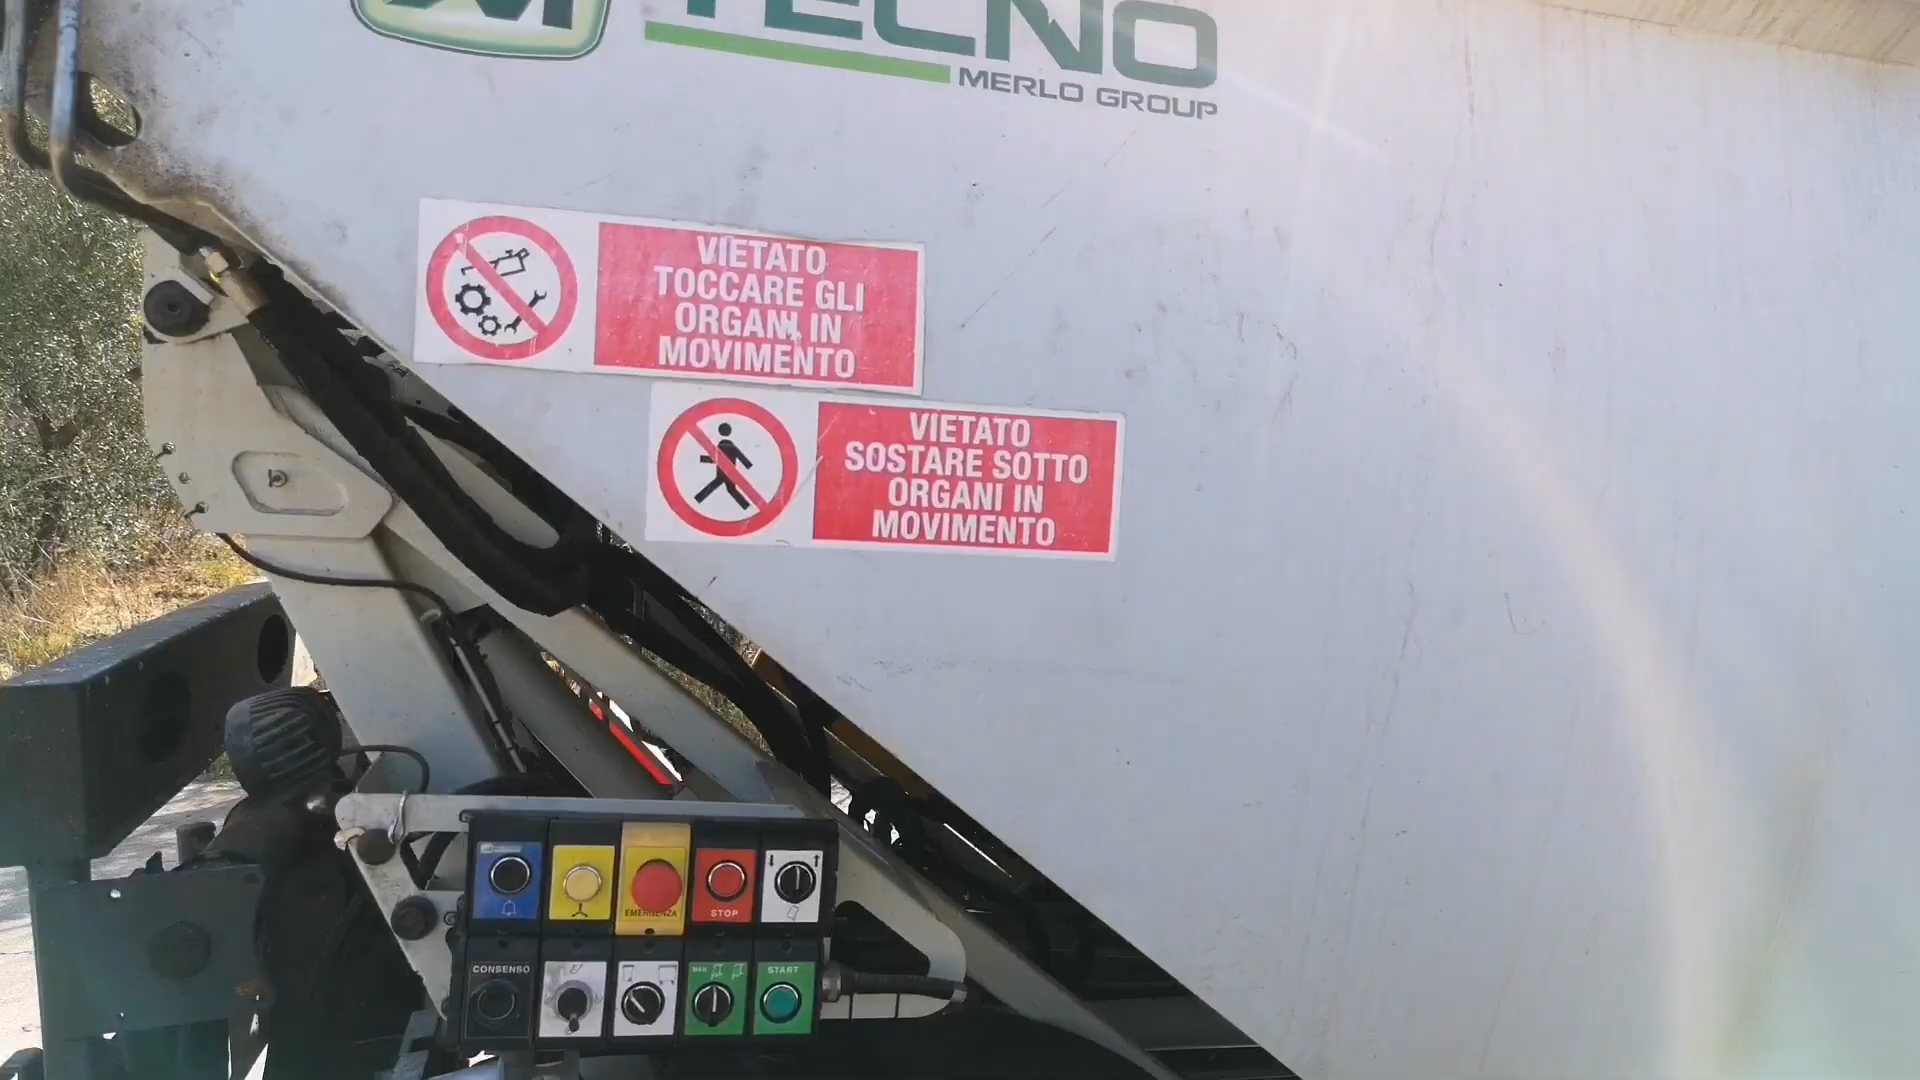 TECNO
MERLO GROUP
VIETATO
TOCCARE GLI
ORGANI IN
MOVIMENTO
VIETATO
SOSTARE SOTTO
ORGANI IN
MOVIMENTO
EMERGENZA
STOP
CONSENSO
MAX
START